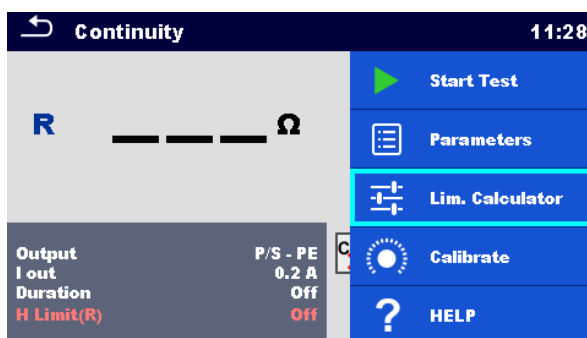 Continuity 11:28
R ___ Ω
Output P/S - PE
I out 0.2 A
Duration Off
H Limit(R) Off
C
Start Test
Parameters
Lim. Calculator
Calibrate
? HELP